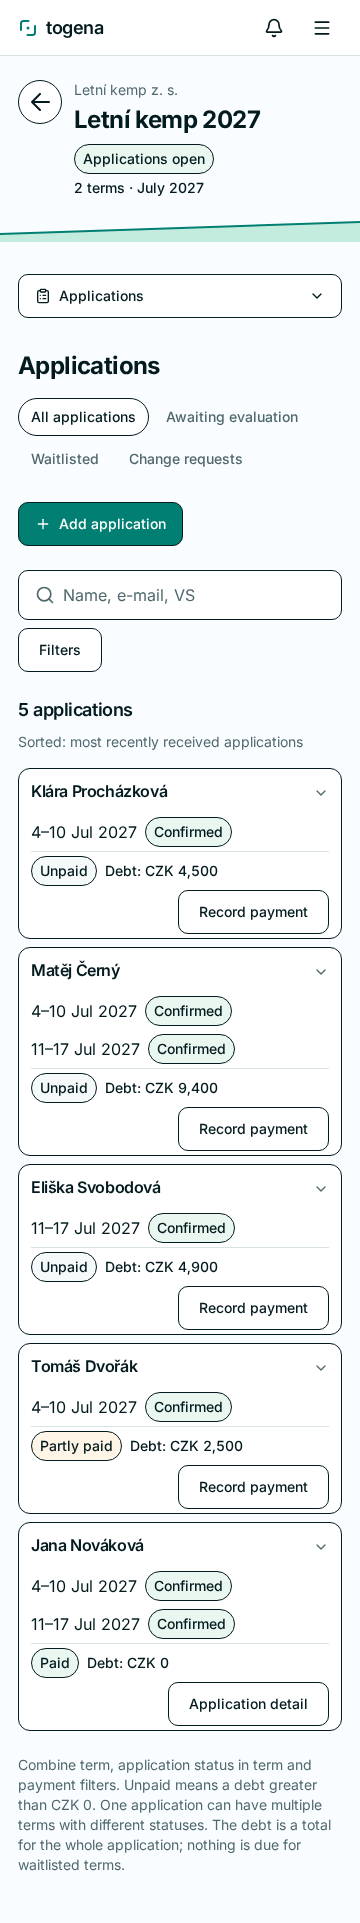 togena
Letní kemp z. s.
Letní kemp 2027
Applications open
2 terms · July 2027
Applications
Applications
All applications
Awaiting evaluation
Waitlisted
Change requests
+ Add application
Name, e-mail, VS
Filters
5 applications
Sorted: most recently received applications
Klára Procházková
4–10 Jul 2027 Confirmed
Unpaid Debt: CZK 4,500
Record payment
Matěj Černý
4–10 Jul 2027 Confirmed
11–17 Jul 2027 Confirmed
Unpaid Debt: CZK 9,400
Record payment
Eliška Svobodová
11–17 Jul 2027 Confirmed
Unpaid Debt: CZK 4,900
Record payment
Tomáš Dvořák
4–10 Jul 2027 Confirmed
Partly paid Debt: CZK 2,500
Record payment
Jana Nováková
4–10 Jul 2027 Confirmed
11–17 Jul 2027 Confirmed
Paid Debt: CZK 0
Application detail
Combine term, application status in term and
payment filters. Unpaid means a debt greater
than CZK 0. One application can have multiple
terms with different statuses. The debt is a total
for the whole application; nothing is due for
waitlisted terms.